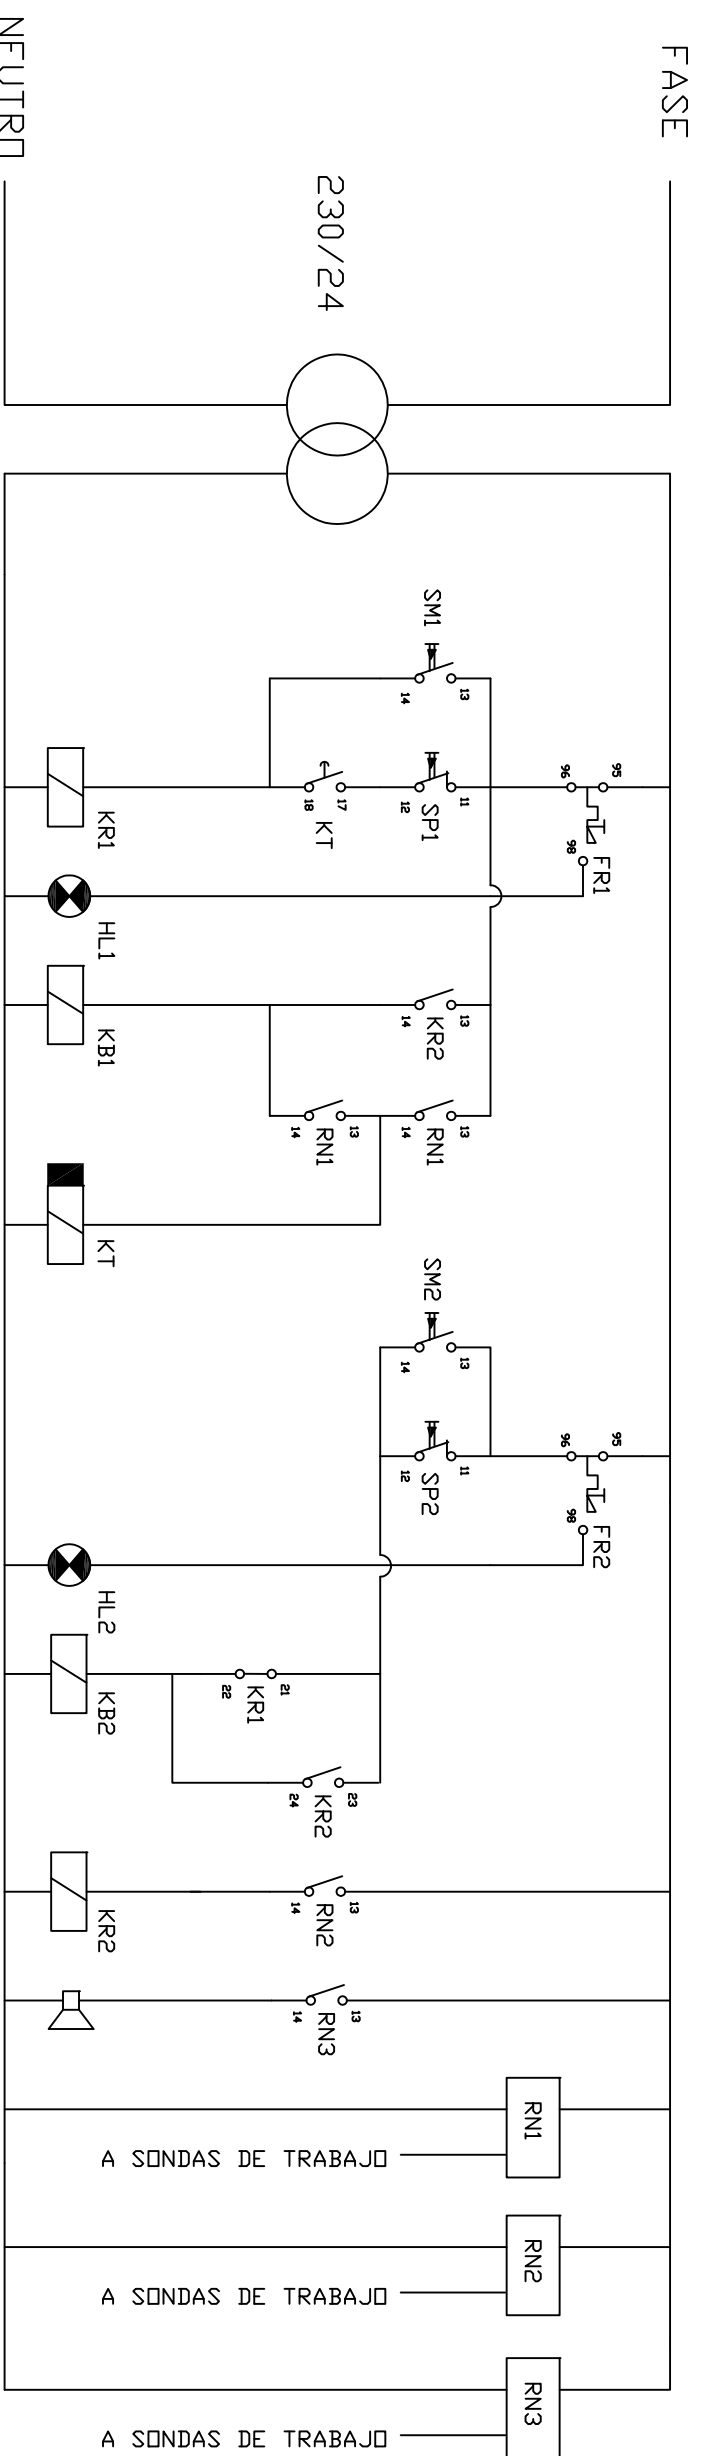 FASE
NEUTRO
230/24
SM1
13
14
95
96
98
FR1
11
12
SP1
17
18
KT
KR1
HL1
13
14
KR2
KB1
13
14
RN1
13
14
RN1
KT
SM2
13
14
95
96
98
FR2
11
12
SP2
HL2
21
22
KR1
KB2
23
24
KR2
13
14
RN2
KR2
13
14
RN3
RN1
A SONDAS DE TRABAJO
RN2
A SONDAS DE TRABAJO
RN3
A SONDAS DE TRABAJO